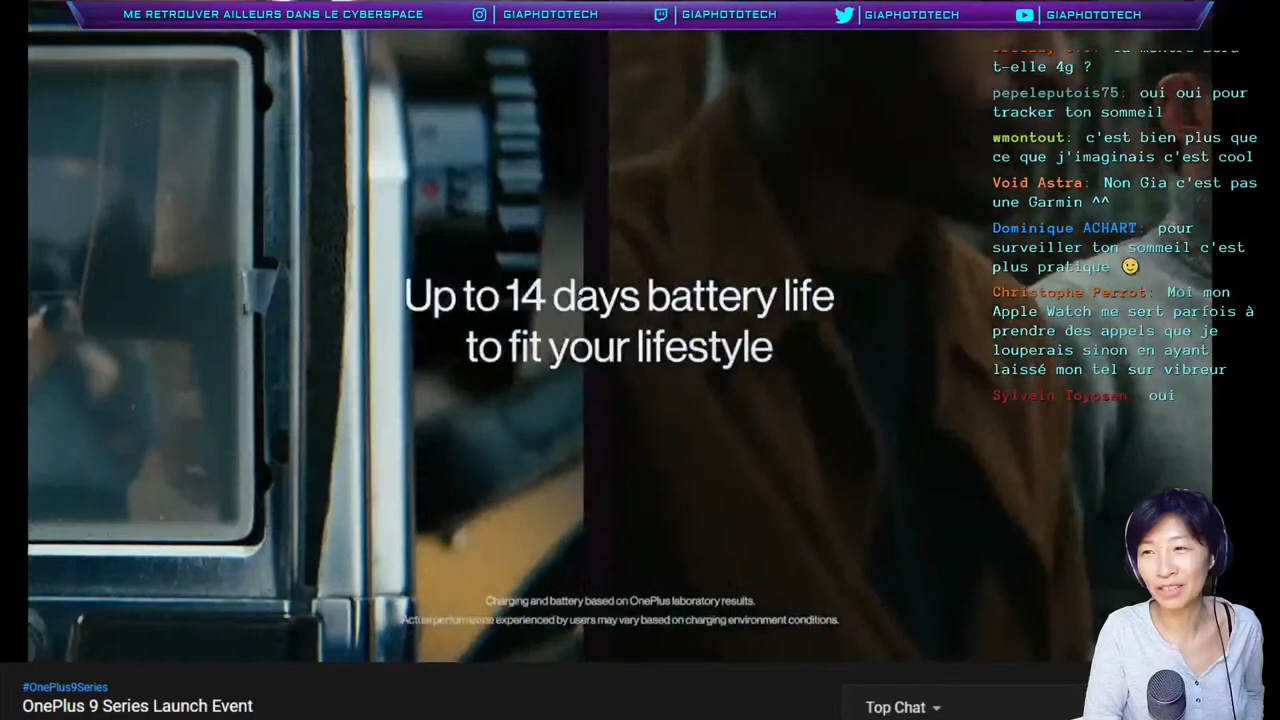 ME RETROUVER AILLEURS DANS LE CYBERSPACE
GIAPHOTOTECH
GIAPHOTOTECH
GIAPHOTOTECH
GIAPHOTOTECH
t-elle 4g ?
pepeleputois75: oui oui pour
tracker ton sommeil
wmontout: c'est bien plus que
ce que j'imaginais c'est cool
Void Astra: Non Gia c'est pas
une Garmin ^^
Dominique ACHART: pour
surveiller ton sommeil c'est
plus pratique 😉
Christophe Perrot: Moi mon
Apple Watch me sert parfois à
prendre des appels que je
louperais sinon en ayant
laissé mon tel sur vibreur
Sylvain Toyosan oui
Up to 14 days battery life
to fit your lifestyle
Charging and battery based on OnePlus laboratory results.
Actual performance experienced by users may vary based on charging environment conditions.
#OnePlus9Series
OnePlus 9 Series Launch Event
Top Chat